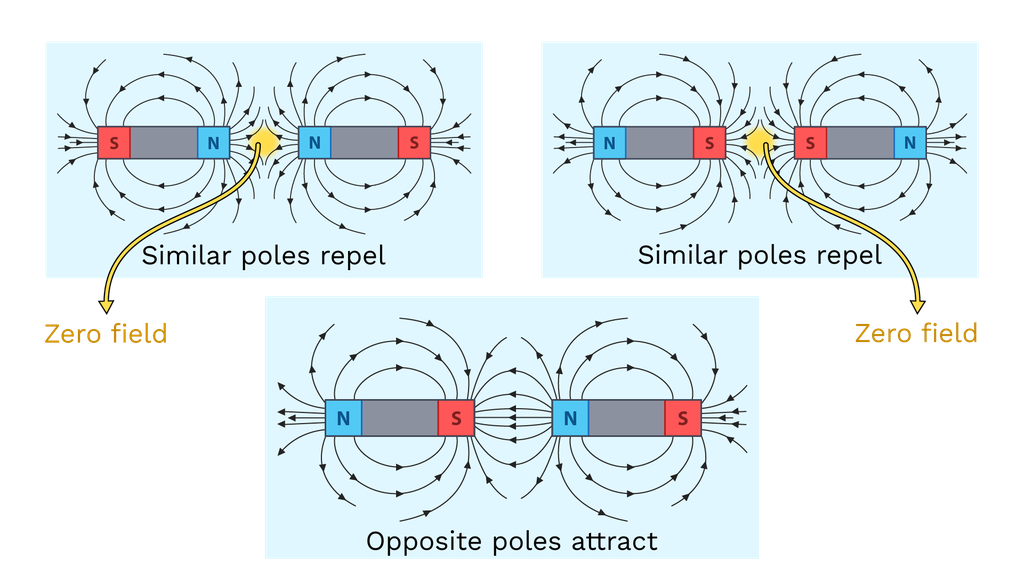 S N N S
N S S N
Similar poles repel
Similar poles repel
Zero field
Zero field
N S N S
Opposite poles attract